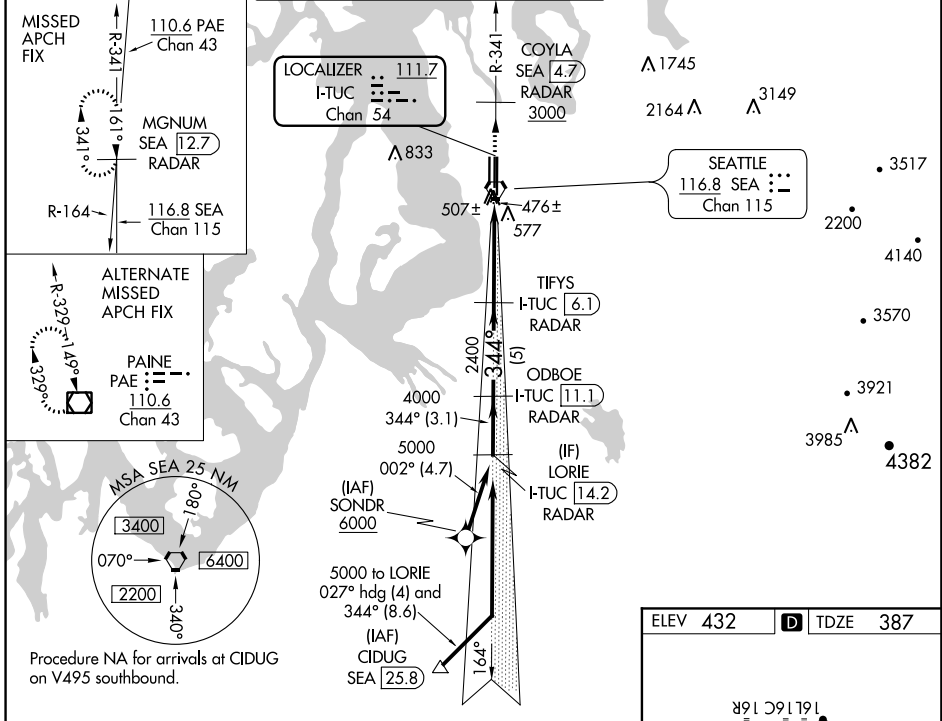 MISSED
APCH
FIX
110.6 PAE
Chan 43
R-341
341°
161°
MGNUM
SEA 12.7
RADAR
R-164
116.8 SEA
Chan 115
ALTERNATE
MISSED
APCH FIX
R-329
149°
329°
PAINE
PAE
110.6
Chan 43
MSA SEA 25 NM
180°
3400
070°
6400
2200
340°
Procedure NA for arrivals at CIDUG
on V495 southbound.
LOCALIZER 111.7
I-TUC
Chan 54
R-341
COYLA
SEA 4.7
RADAR
3000
1745
2164
3149
833
SEATTLE
116.8 SEA
Chan 115
3517
2200
4140
507±
476±
577
TIFYS
I-TUC 6.1
RADAR
3570
2400
344°
(5)
ODBOE
I-TUC 11.1
RADAR
3921
3985
4382
4000
344° (3.1)
5000
002° (4.7)
(IF)
LORIE
I-TUC 14.2
RADAR
(IAF)
SONDR
6000
5000 to LORIE
027° hdg (4) and
344° (8.6)
(IAF)
CIDUG
SEA 25.8
164°
ELEV 432 D TDZE 387
16L 16C 16R